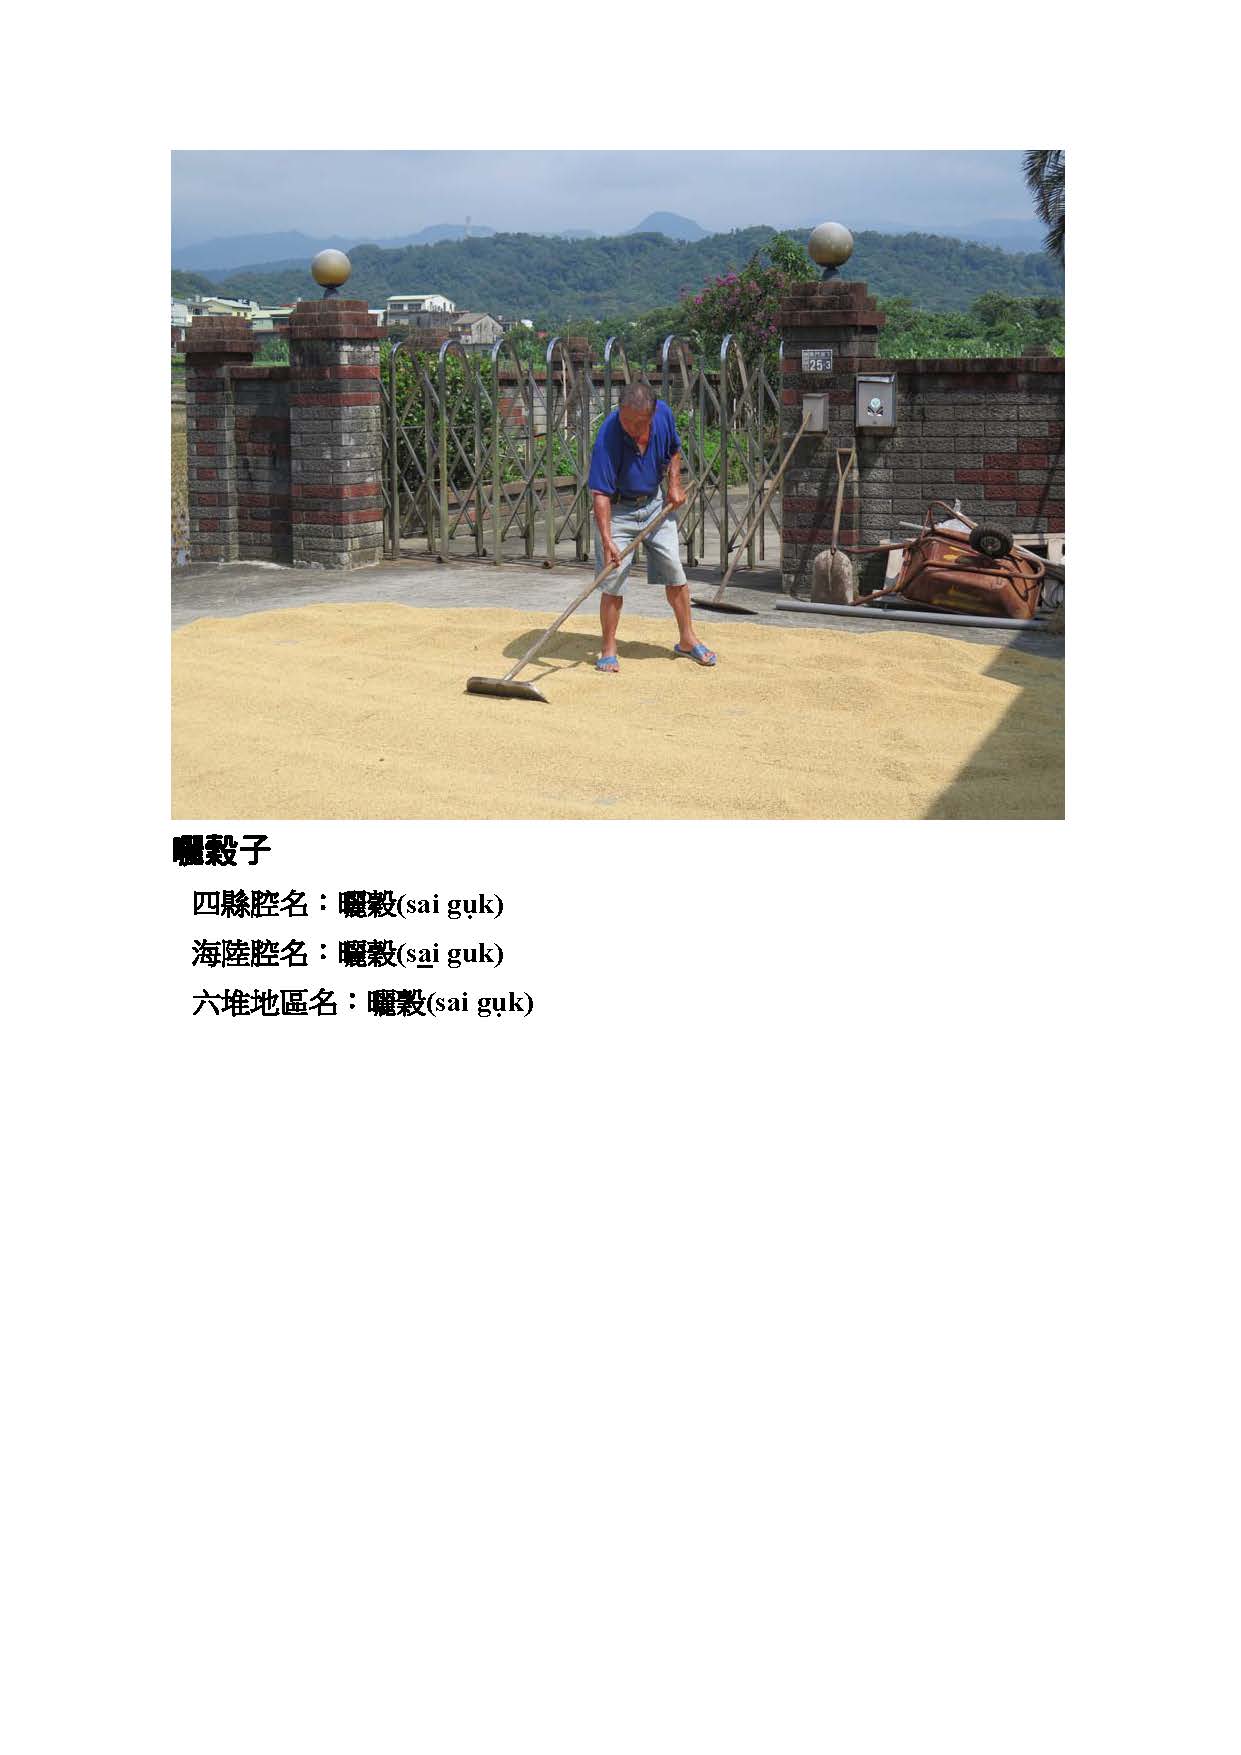 25-3
曬穀子
四縣腔名：曬穀(sai gụk)
海陸腔名：曬穀(sa̲i guk)
六堆地區名：曬穀(sai gụk)